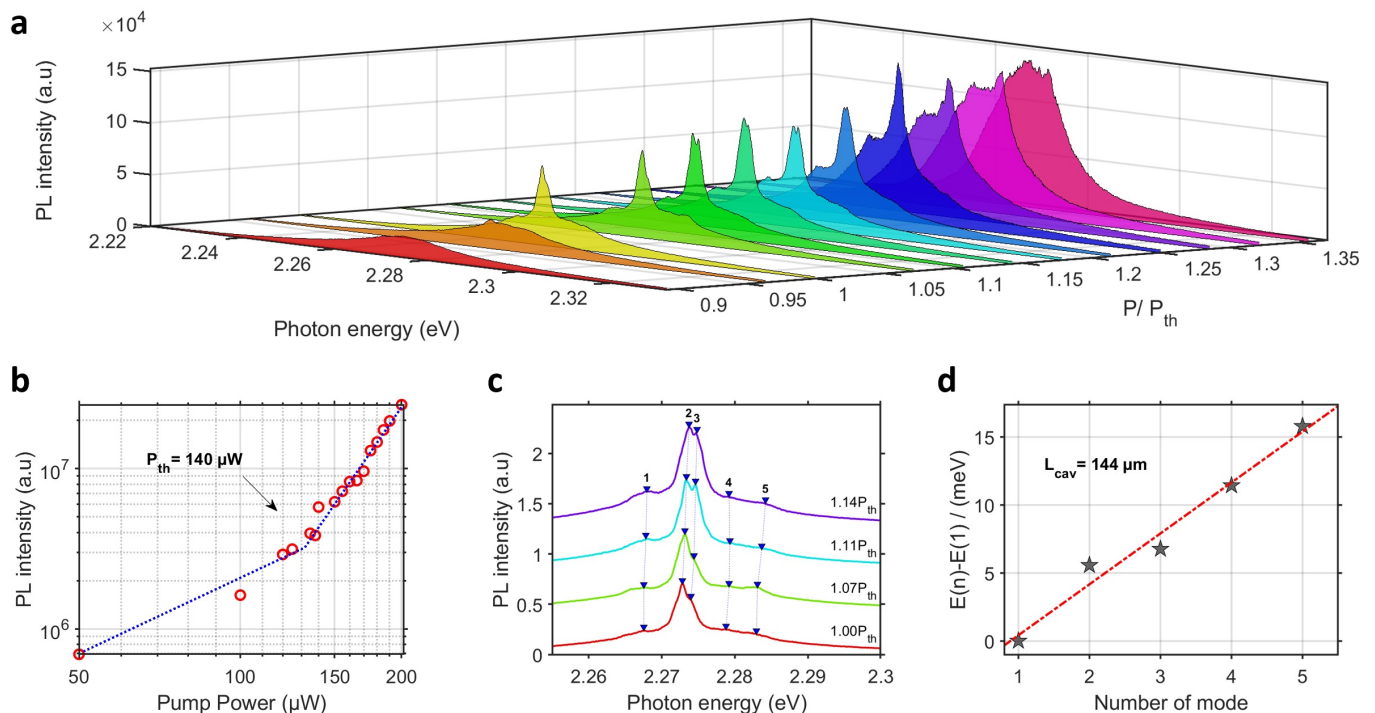 a
×10⁴
PL intensity (a.u)
15
10
5
0
2.22
2.24
2.26
2.28
2.3
2.32
Photon energy (eV)
0.9
0.95
1
1.05
1.1
1.15
1.2
1.25
1.3
1.35
P/ Pth
b
PL intensity (a.u)
10⁷
10⁶
Pth = 140 µW
50
100
150
200
Pump Power (µW)
c
PL intensity (a.u)
2
1.5
1
0.5
0
1
2
3
4
5
1.14Pth
1.11Pth
1.07Pth
1.00Pth
2.26
2.27
2.28
2.29
2.3
Photon energy (eV)
d
E(n)-E(1) / (meV)
15
10
5
0
Lcav= 144 µm
1
2
3
4
5
Number of mode